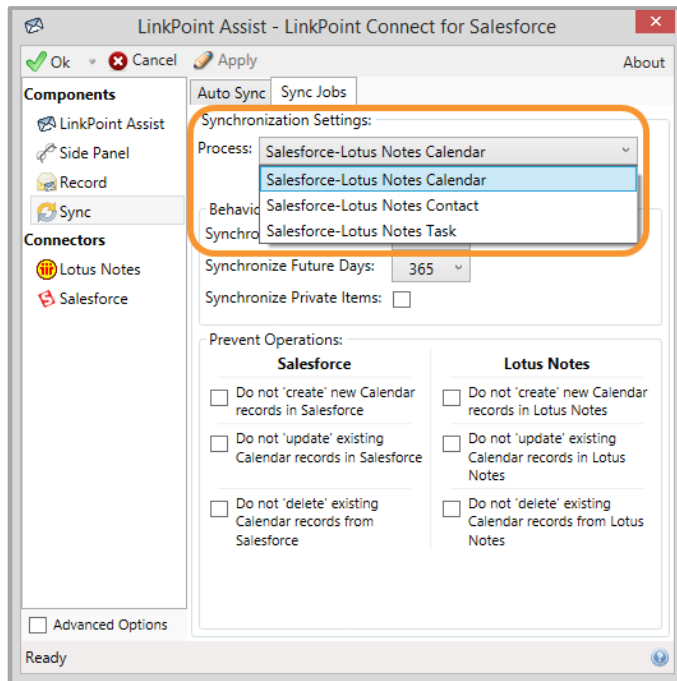 LinkPoint Assist - LinkPoint Connect for Salesforce
Ok Cancel Apply About
Components
LinkPoint Assist
Side Panel
Record
Sync
Connectors
Lotus Notes
Salesforce
Advanced Options
Auto Sync Sync Jobs
Synchronization Settings:
Process: Salesforce-Lotus Notes Calendar
Salesforce-Lotus Notes Calendar
Salesforce-Lotus Notes Contact
Salesforce-Lotus Notes Task
Synchronize Future Days: 365
Synchronize Private Items:
Prevent Operations:
Salesforce
Do not 'create' new Calendar
records in Salesforce
Do not 'update' existing
Calendar records in Salesforce
Do not 'delete' existing
Calendar records from
Salesforce
Lotus Notes
Do not 'create' new Calendar
records in Lotus Notes
Do not 'update' existing
Calendar records in Lotus
Notes
Do not 'delete' existing
Calendar records from Lotus
Notes
Ready